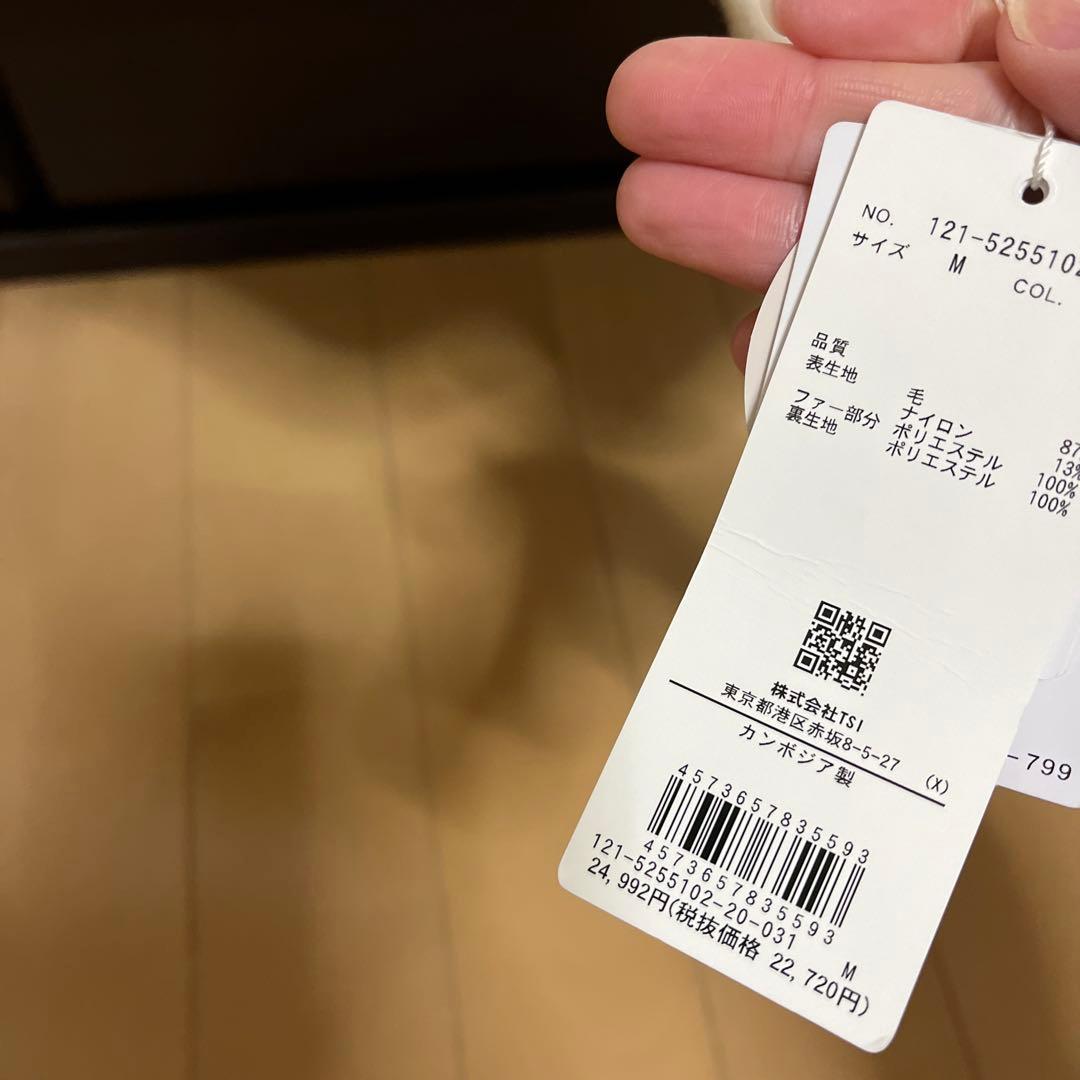 NO. 121-5255102
サイズ M
COL.
品質
表生地 毛 87
ナイロン 13%
ファー部分 ポリエステル 100%
裏生地 ポリエステル 100%
株式会社TSI
東京都港区赤坂8-5-27 (X)
カンボジア製
4573657835593
4573657835593
121-5255102-20-031 M
24,992円(税抜価格 22,720円)
-799